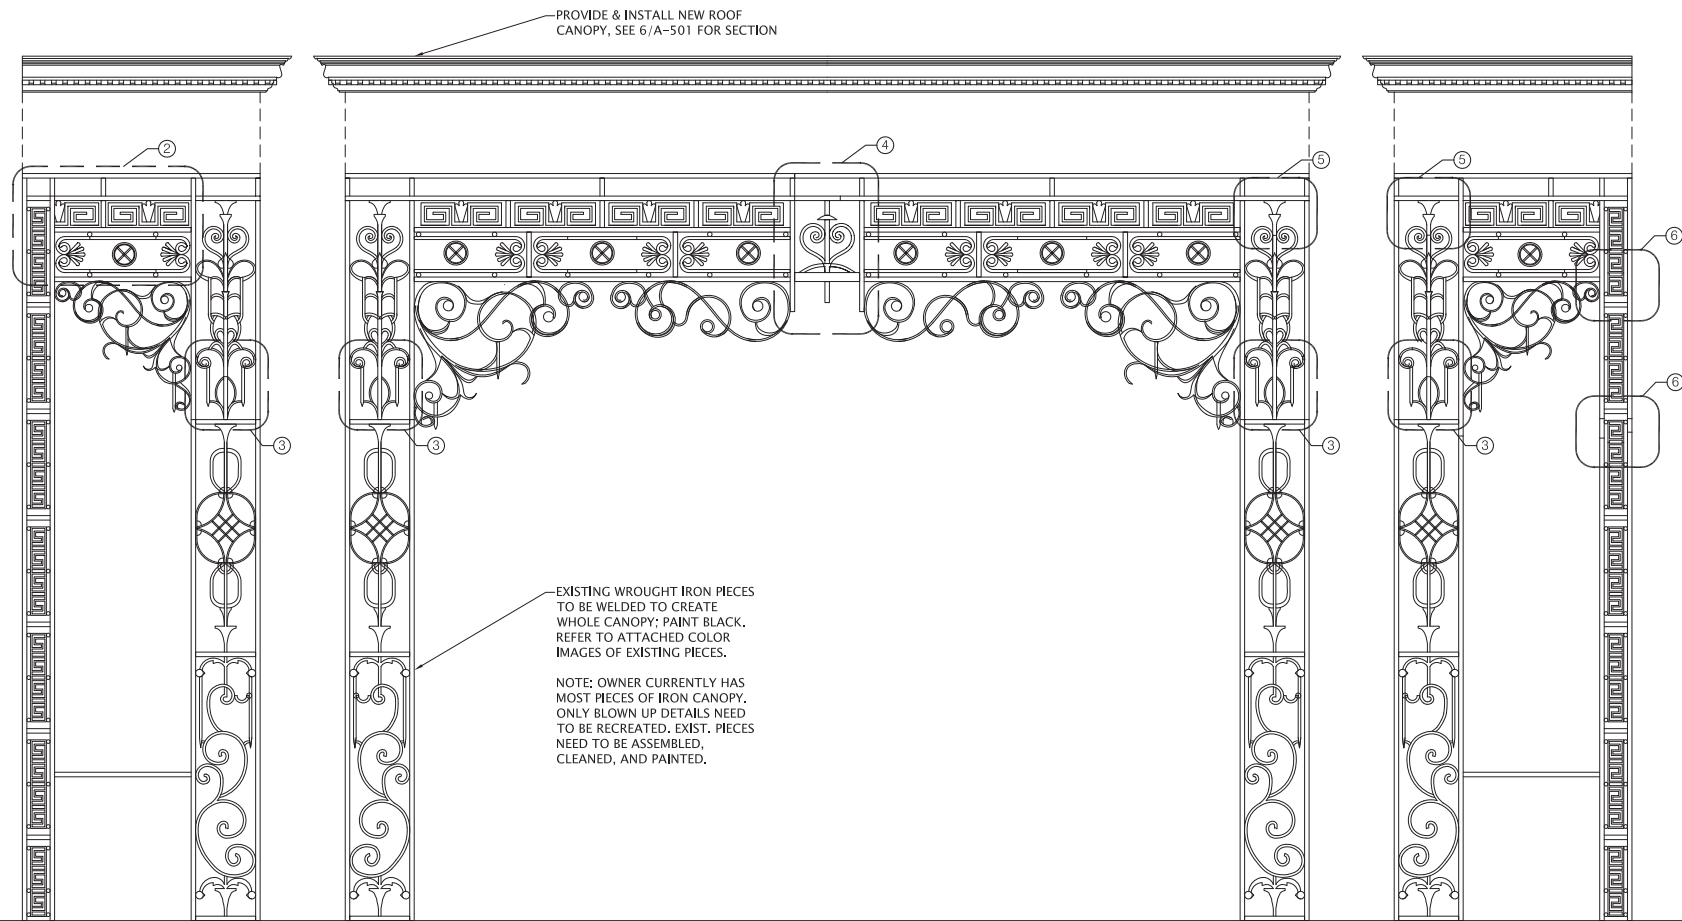 PROVIDE & INSTALL NEW ROOF
CANOPY, SEE 6/A-501 FOR SECTION
2
4
5
5
6
6
3
3
3
3
EXISTING WROUGHT IRON PIECES
TO BE WELDED TO CREATE
WHOLE CANOPY; PAINT BLACK.
REFER TO ATTACHED COLOR
IMAGES OF EXISTING PIECES.
NOTE: OWNER CURRENTLY HAS
MOST PIECES OF IRON CANOPY.
ONLY BLOWN UP DETAILS NEED
TO BE RECREATED. EXIST. PIECES
NEED TO BE ASSEMBLED,
CLEANED, AND PAINTED.